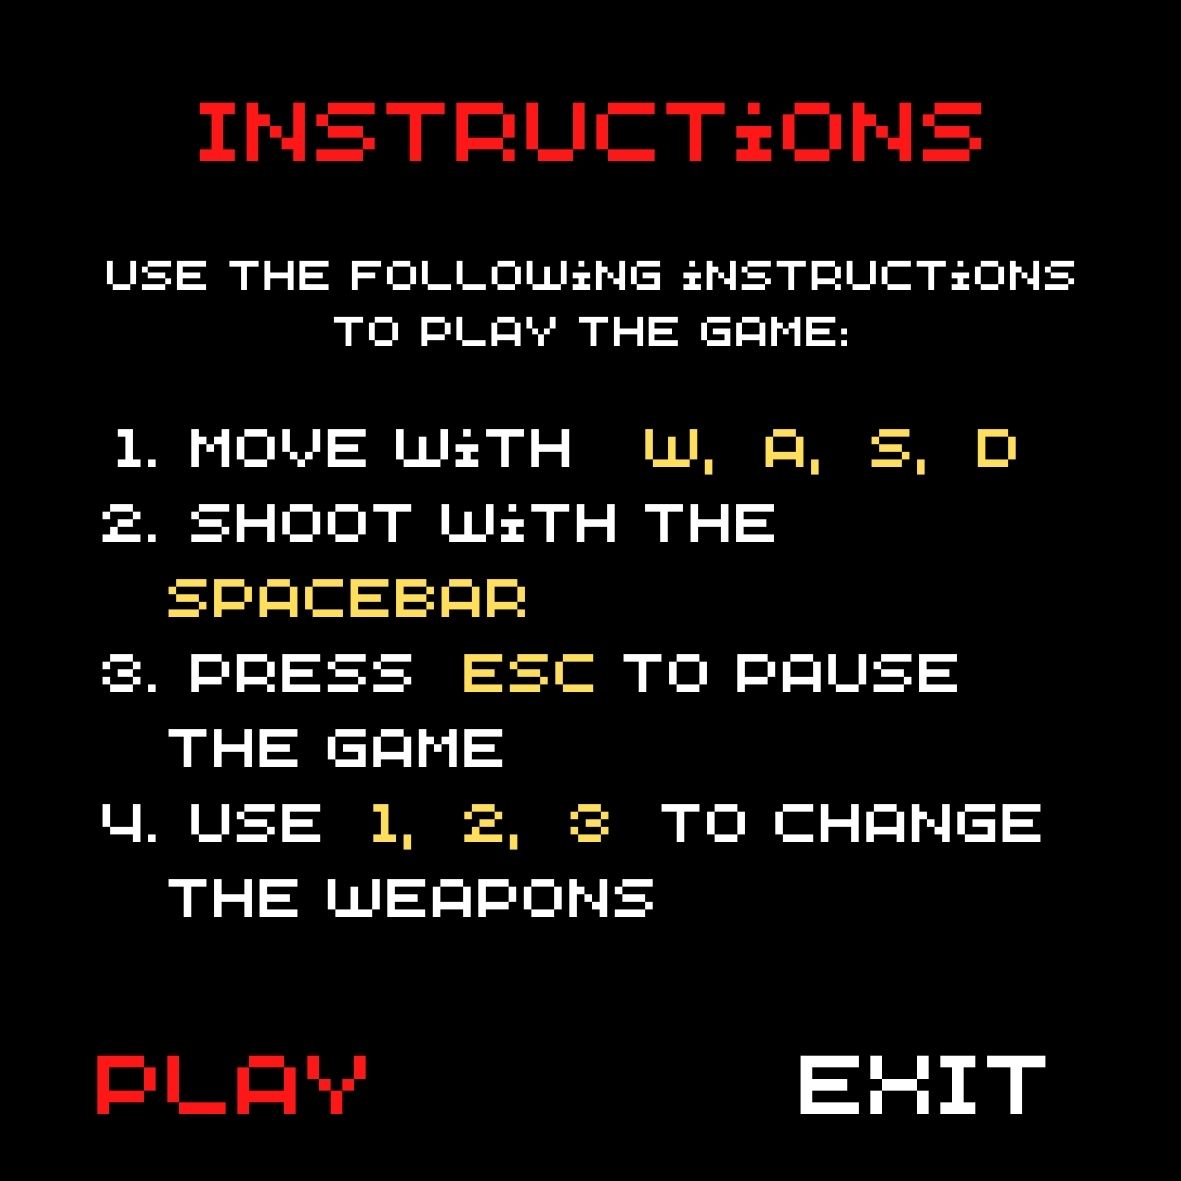 INSTRUCTiONS
USE THE FOLLOWiNG iNSTRUCTiONS
TO PLAY THE GAME:
1. MOVE WiTH W, A, S, D
2. SHOOT WiTH THE
SPACEBAR
3. PRESS ESC TO PAUSE
THE GAME
4. USE 1, 2, 3 TO CHANGE
THE WEAPONS
PLAY EXIT